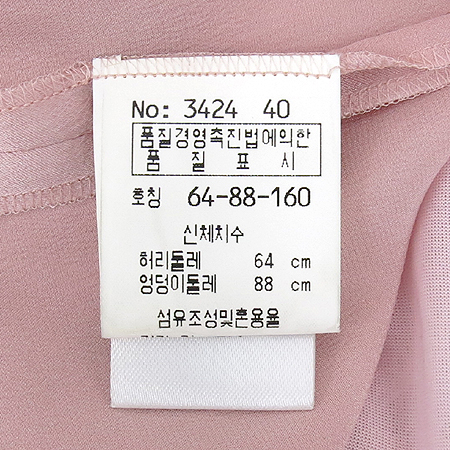 No: 3424 40
품질경영촉진법에의한
품질표시
호칭 64-88-160
신체치수
허리둘레 64 cm
엉덩이둘레 88 cm
섬유조성및혼용율